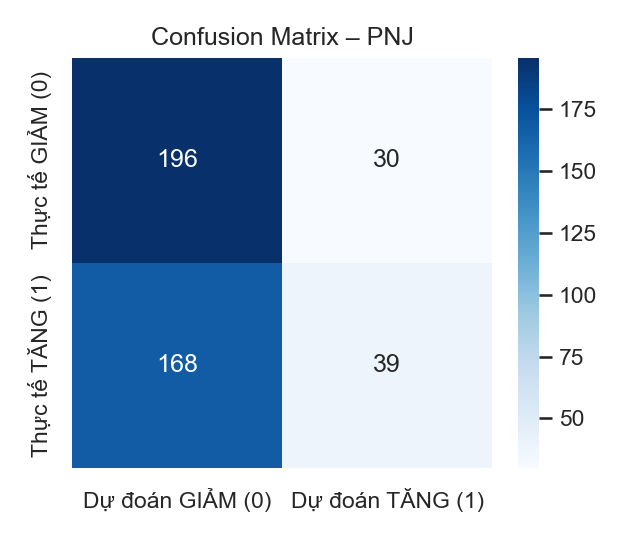 Confusion Matrix – PNJ
Thực tế GIẢM (0)
196
30
175
150
125
100
75
50
Thực tế TĂNG (1)
168
39
Dự đoán GIẢM (0)
Dự đoán TĂNG (1)